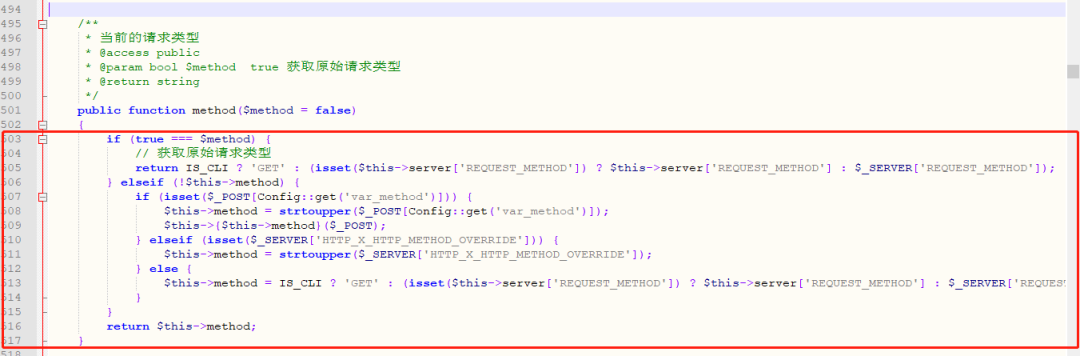 494
495 /**
496 * 当前的请求类型
497 * @access public
498 * @param bool $method  true 获取原始请求类型
499 * @return string
500 */
501 public function method($method = false)
502 {
503 if (true === $method) {
504 // 获取原始请求类型
505 return IS_CLI ? 'GET' : (isset($this->server['REQUEST_METHOD']) ? $this->server['REQUEST_METHOD'] : $_SERVER['REQUEST_METHOD']);
506 } elseif (!$this->method) {
507 if (isset($_POST[Config::get('var_method')])) {
508 $this->method = strtoupper($_POST[Config::get('var_method')]);
509 $this->{$this->method}($_POST);
510 } elseif (isset($_SERVER['HTTP_X_HTTP_METHOD_OVERRIDE'])) {
511 $this->method = strtoupper($_SERVER['HTTP_X_HTTP_METHOD_OVERRIDE']);
512 } else {
513 $this->method = IS_CLI ? 'GET' : (isset($this->server['REQUEST_METHOD']) ? $this->server['REQUEST_METHOD'] : $_SERVER['REQUEST
514 }
515 }
516 return $this->method;
517 }
518